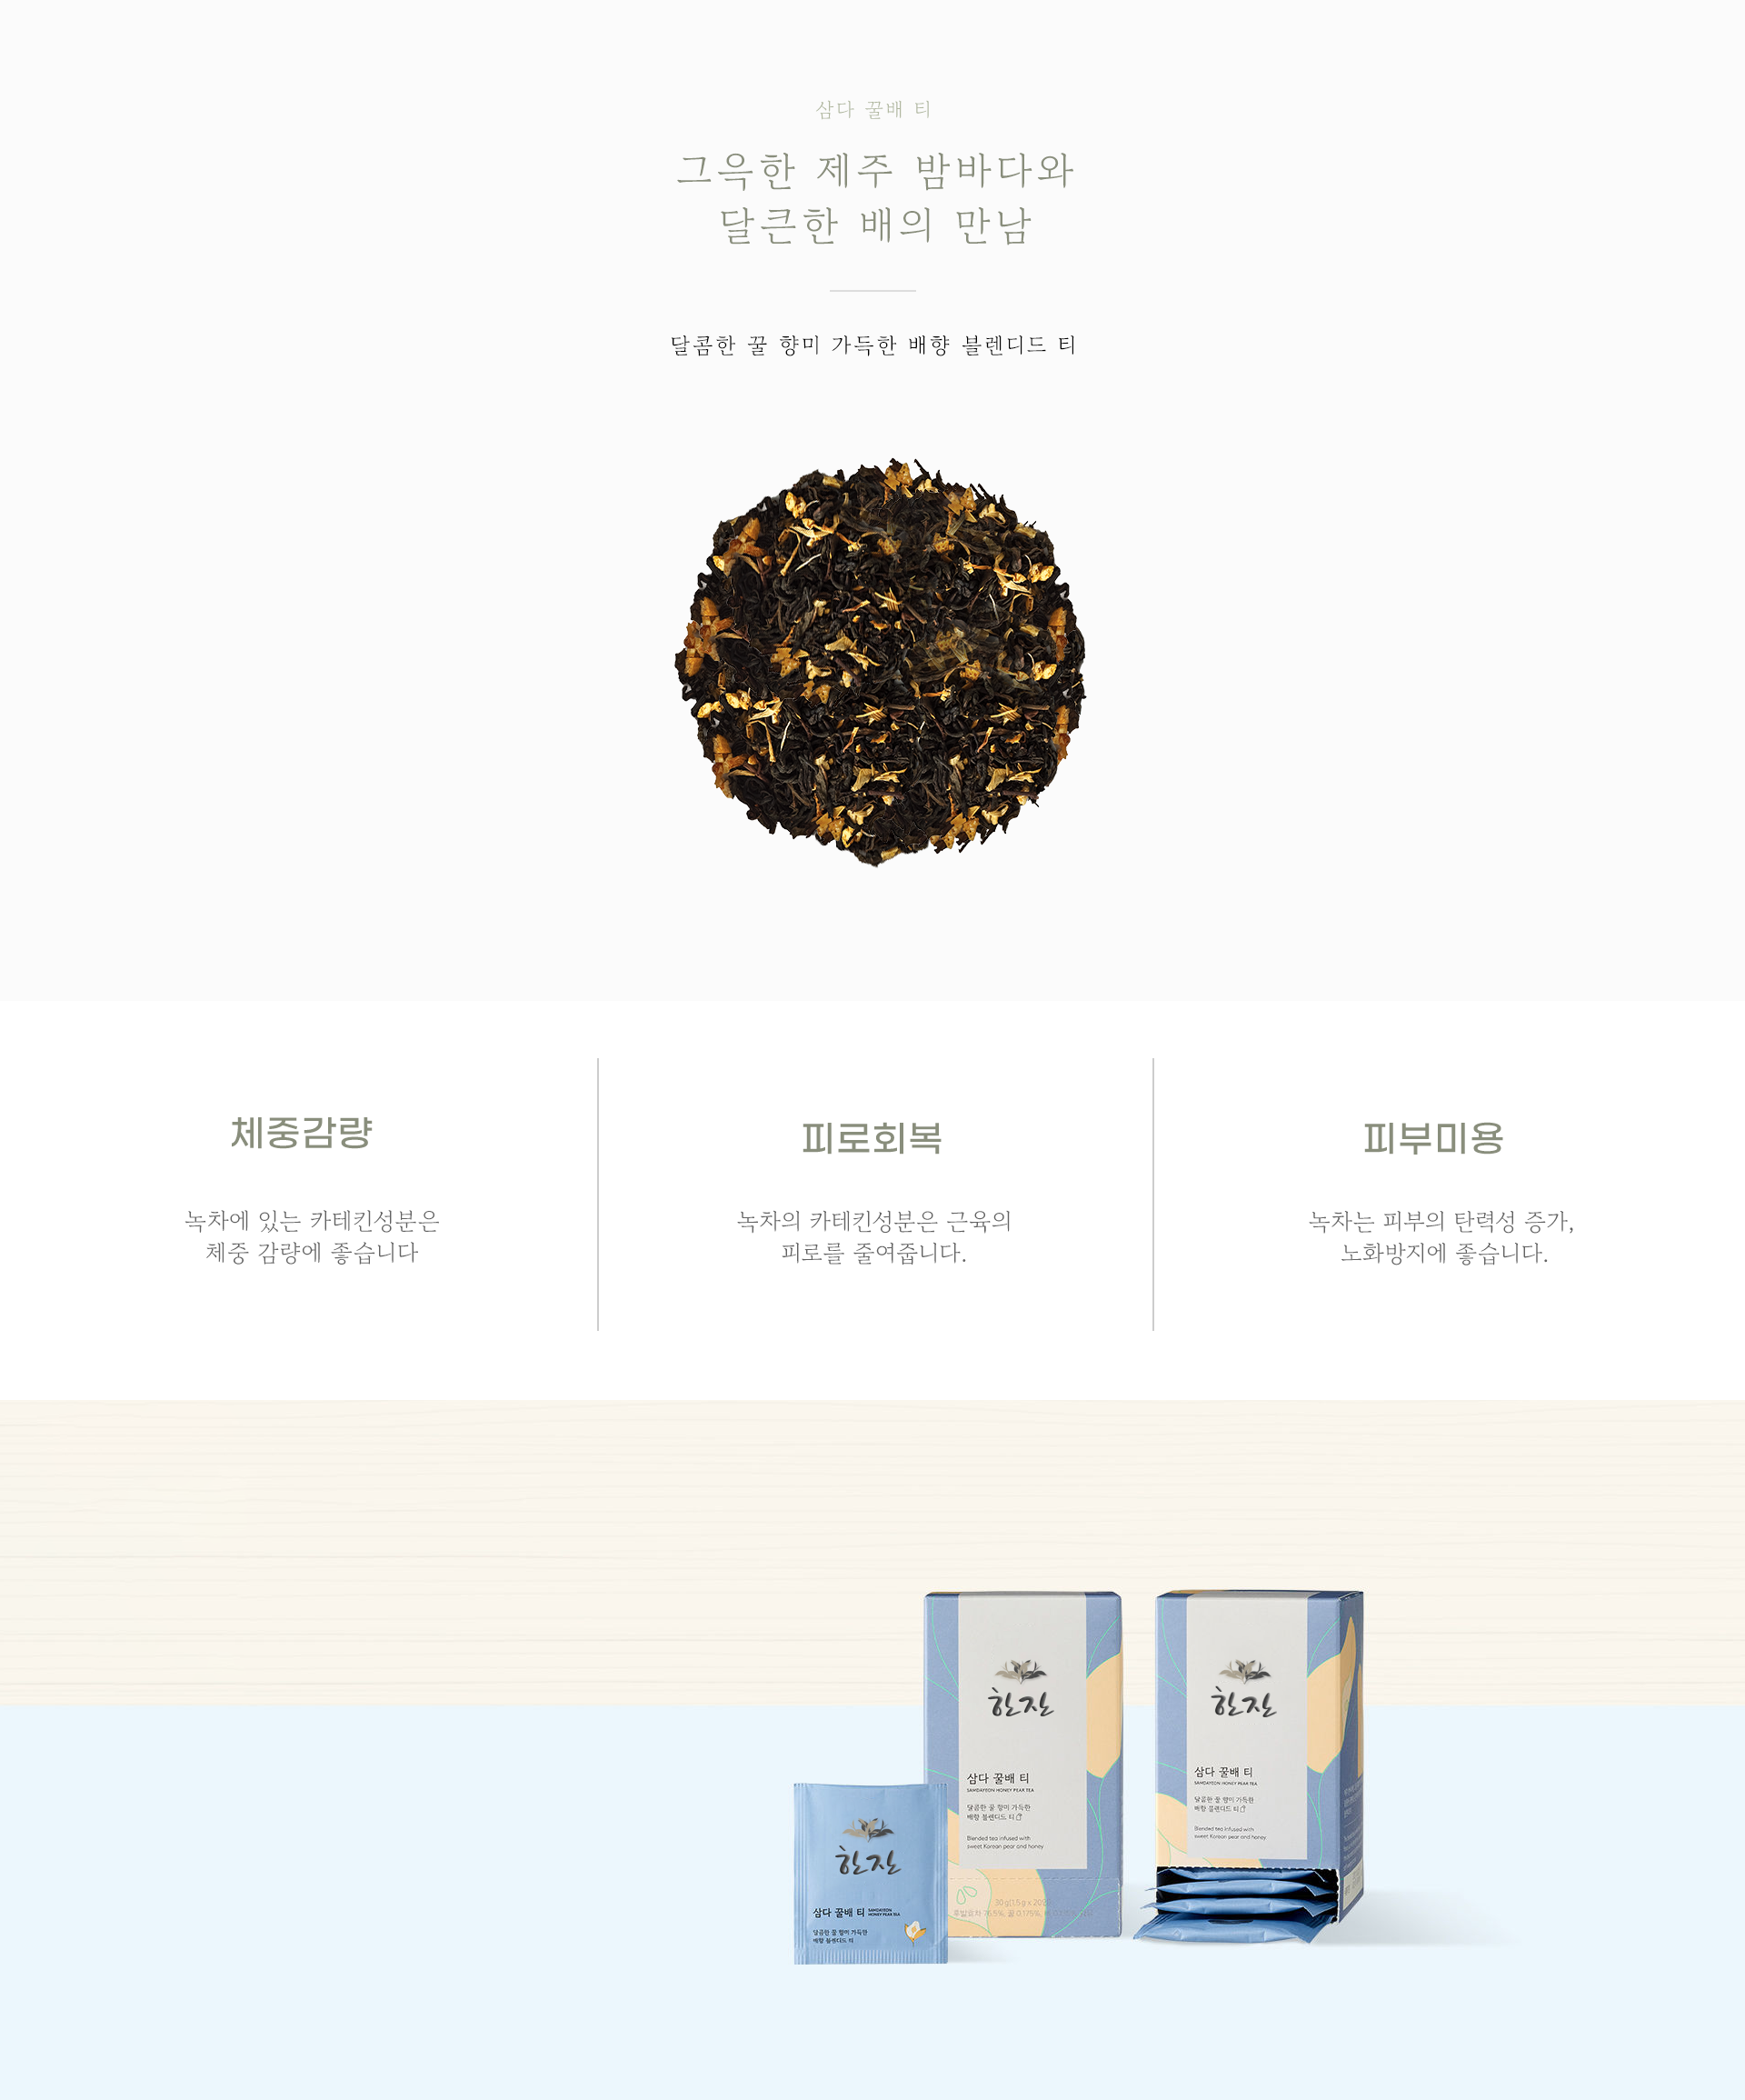 삼다 꿀배 티
그윽한 제주 밤바다와
달큰한 배의 만남
달콤한 꿀 향미 가득한 배향 블렌디드 티
체중감량
녹차에 있는 카테킨성분은
체중 감량에 좋습니다
피로회복
녹차의 카테킨성분은 근육의
피로를 줄여줍니다.
피부미용
녹차는 피부의 탄력성 증가,
노화방지에 좋습니다.
한잔
삼다 꿀배 티
SAMDAYEON HONEY PEAR TEA
달콤한 꿀 향미 가득한
배향 블렌디드 티
Blended tea infused with
sweet Korean pear and honey
한잔
삼다 꿀배 티
SAMDAYEON HONEY PEAR TEA
달콤한 꿀 향미 가득한
배향 블렌디드 티
Blended tea infused with
sweet Korean pear and honey
한잔
삼다 꿀배 티 SAMDAYEON
HONEY PEAR TEA
달콤한 꿀 향미 가득한
배향 블렌디드 티